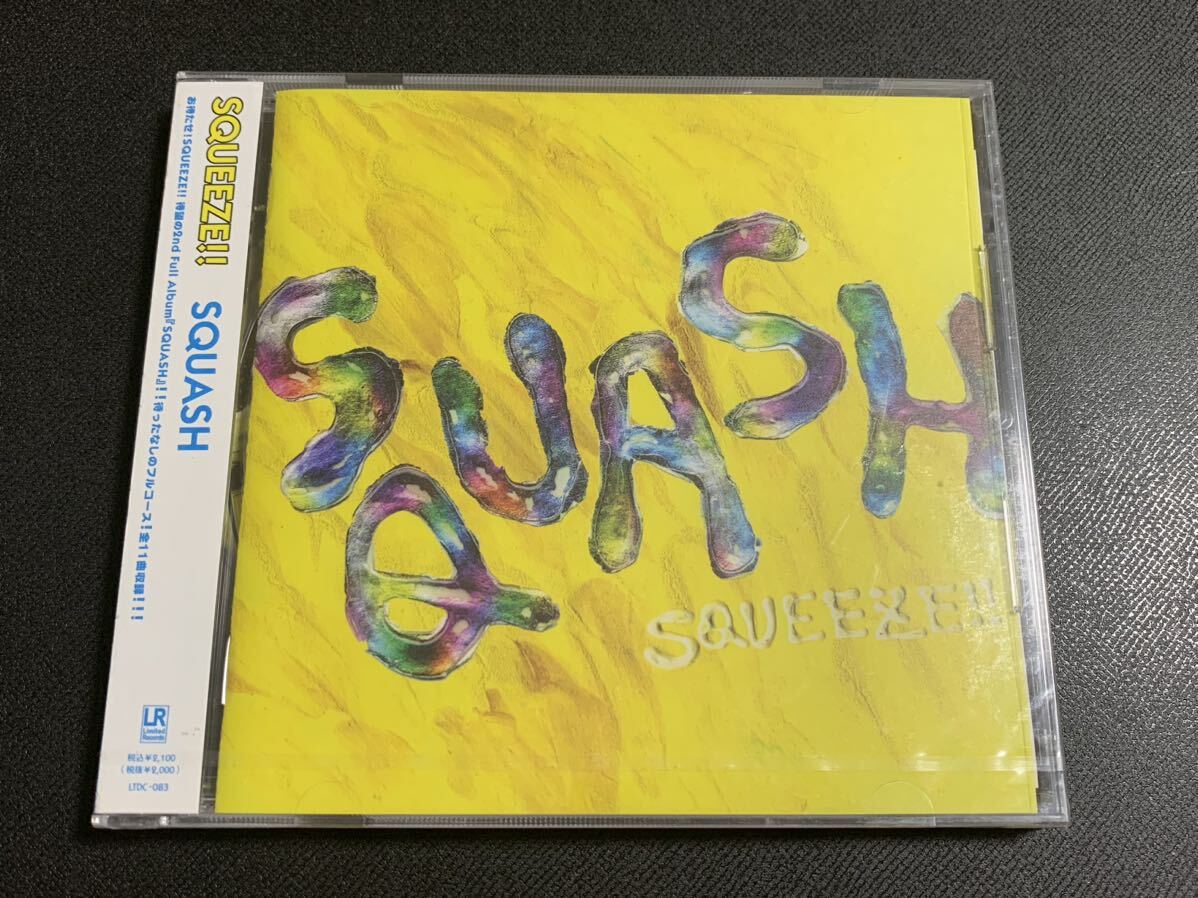 SQUEEZE!! SQUASH
お待たせ!SQUEEZE!! 待望の2nd Full Album『SQUASH』!!待ったなしのフルコース!全11曲収録!!!
LR
Limited
Records
税込¥2,100
(税抜¥2,000)
LTDC-083
SQUASH
SQUEEZE!!